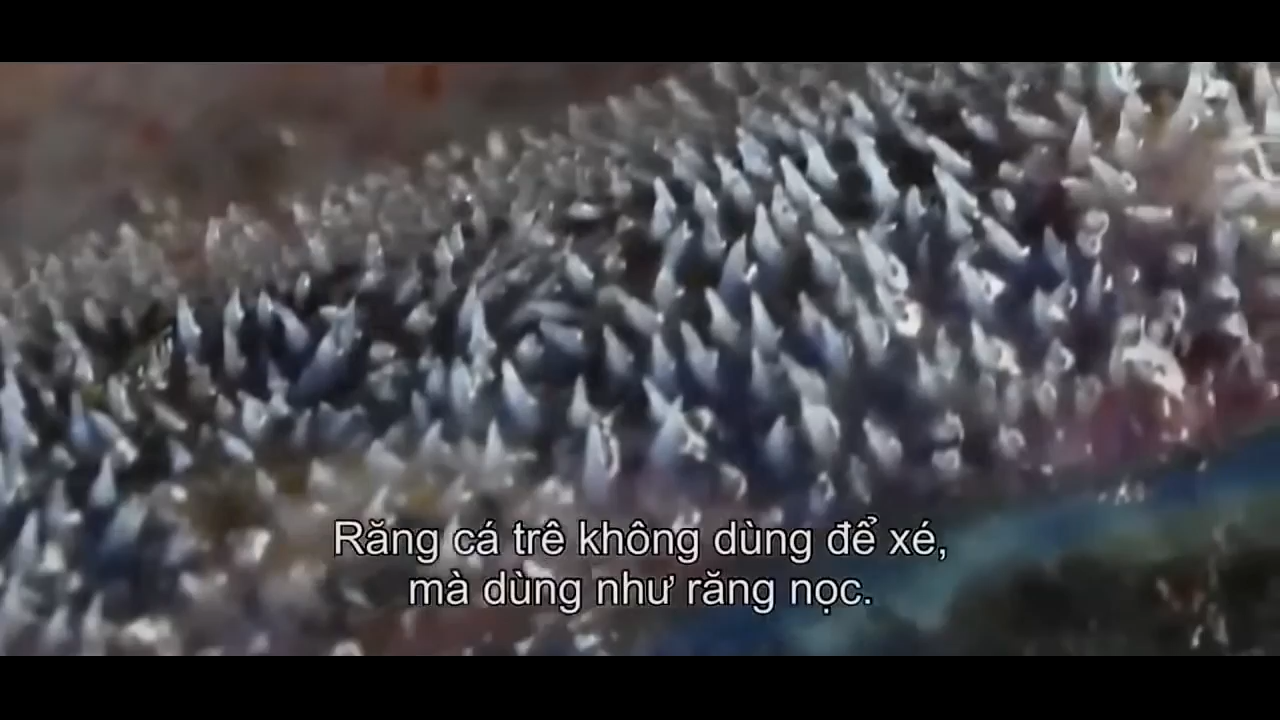 Răng cá trê không dùng để xé,
mà dùng như răng nọc.